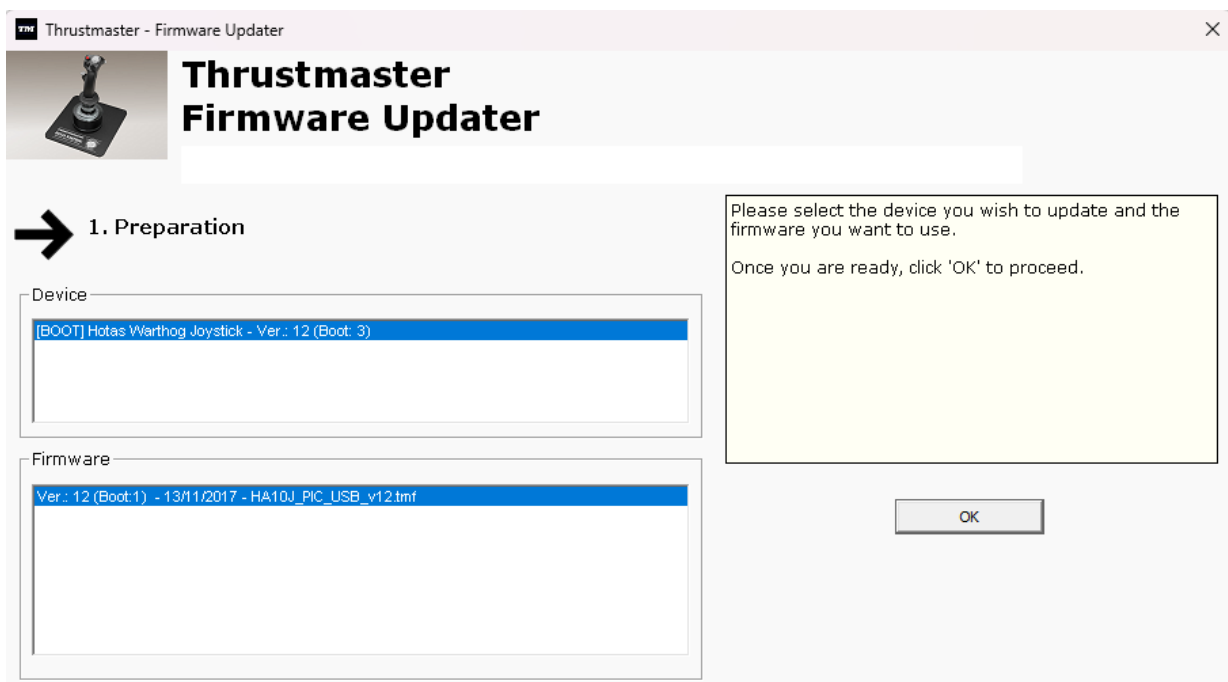 TM Thrustmaster - Firmware Updater
Thrustmaster
Firmware Updater
1. Preparation
Please select the device you wish to update and the
firmware you want to use.
Once you are ready, click 'OK' to proceed.
Device
[BOOT] Hotas Warthog Joystick - Ver.: 12 (Boot: 3)
Firmware
Ver.: 12 (Boot:1) - 13/11/2017 - HA10J_PIC_USB_v12.tmf
OK